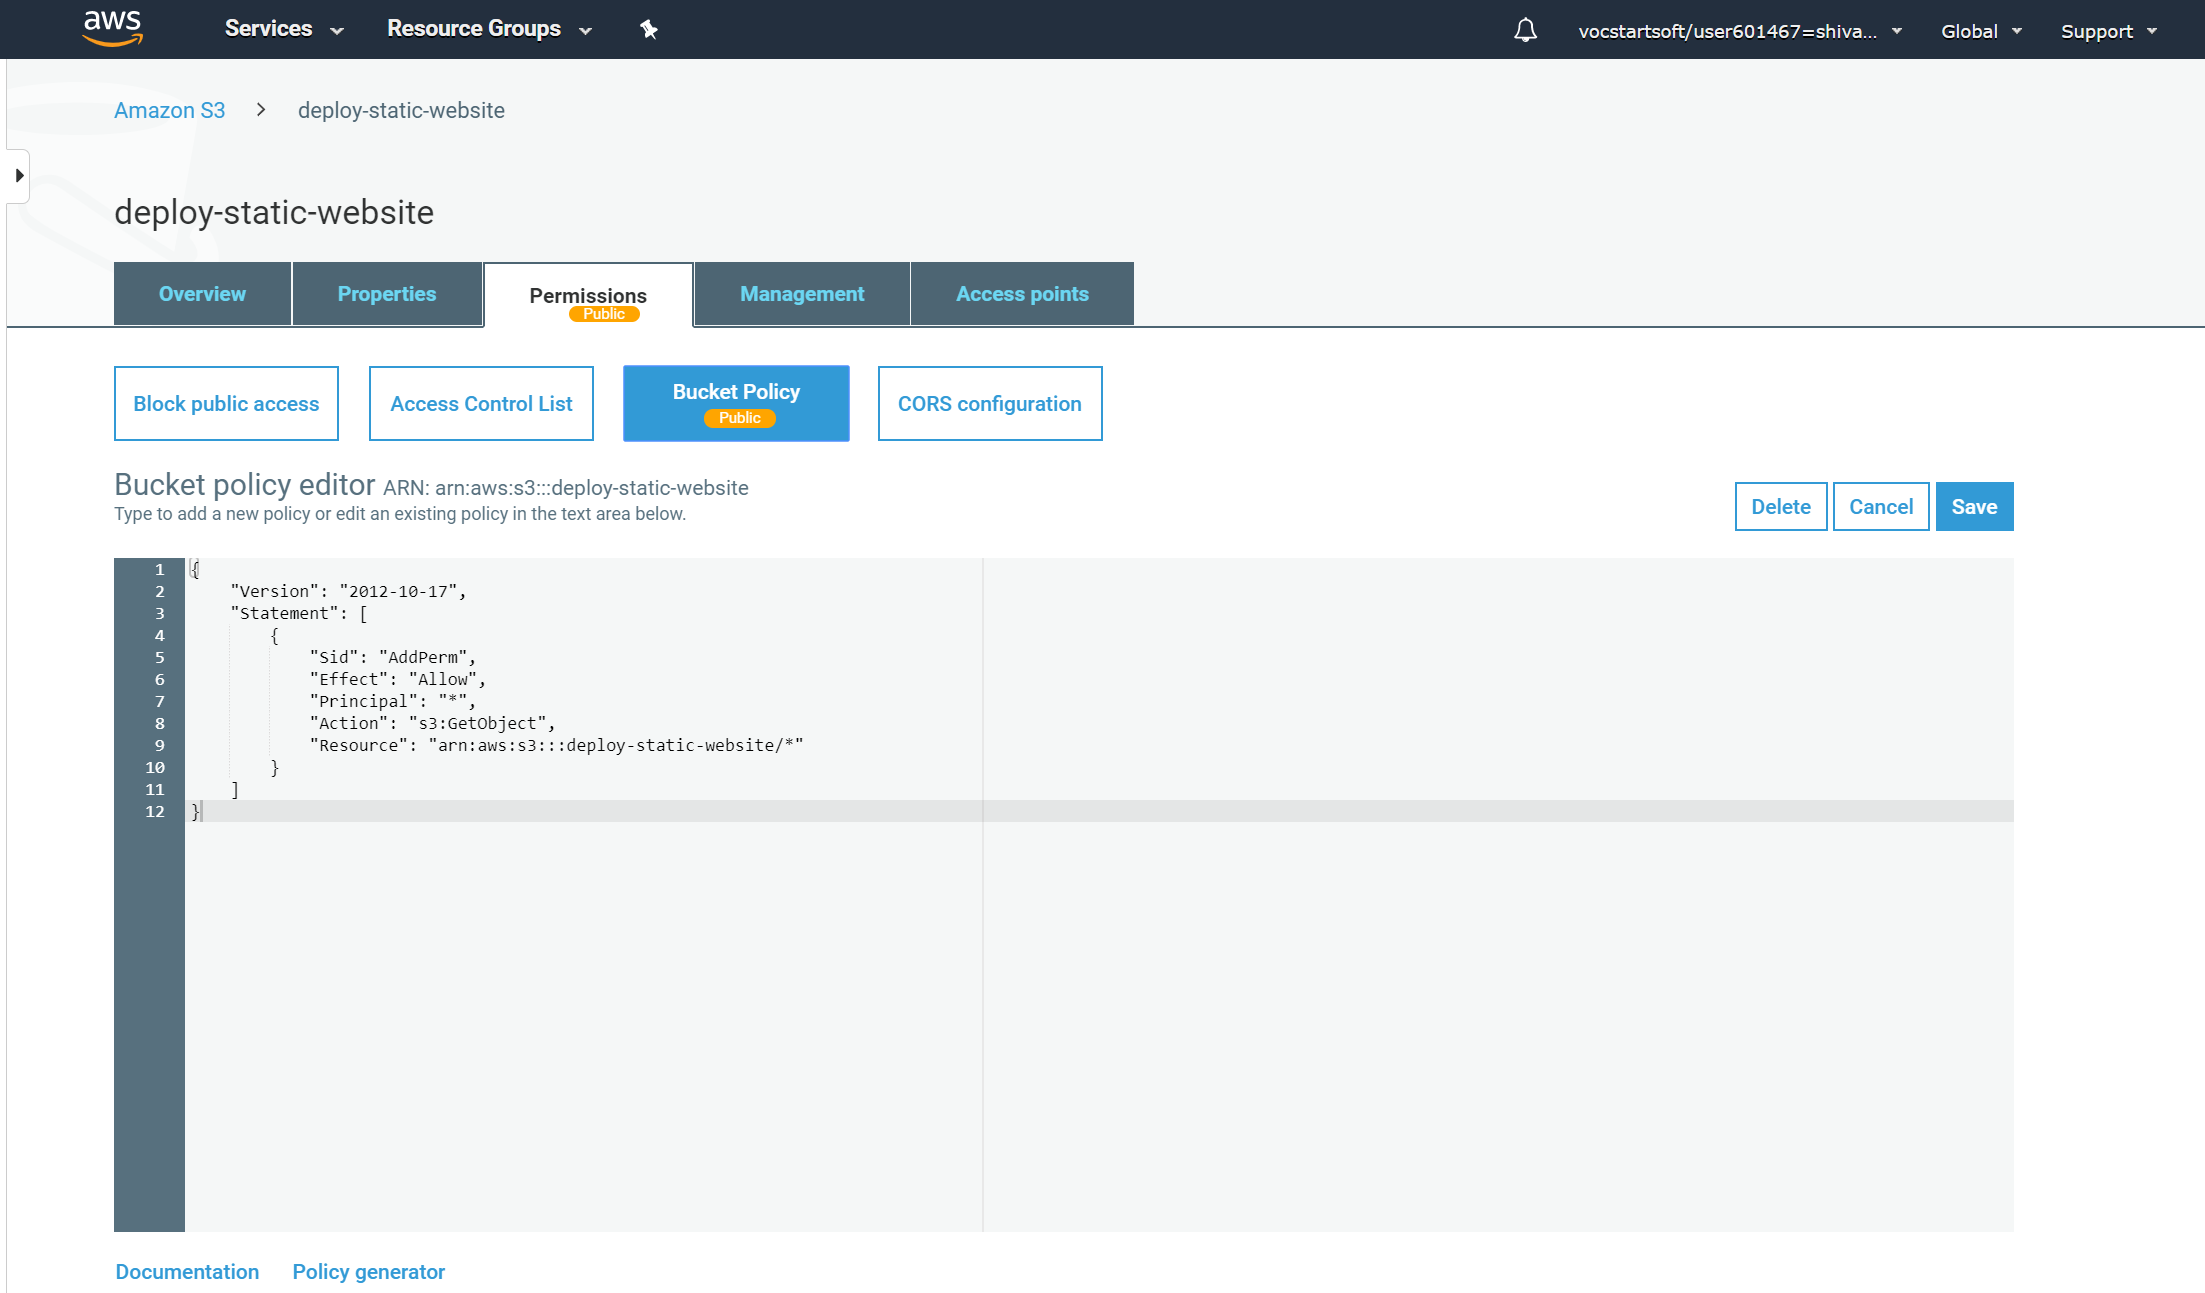 aws Services Resource Groups vocstartsoft/user601467=shiva... Global Support
Amazon S3 > deploy-static-website
deploy-static-website
Overview Properties Permissions Management Access points
Public
Block public access Access Control List Bucket Policy CORS configuration
Public
Bucket policy editor ARN: arn:aws:s3:::deploy-static-website
Type to add a new policy or edit an existing policy in the text area below.
Delete Cancel Save
1 {
2 "Version": "2012-10-17",
3 "Statement": [
4 {
5 "Sid": "AddPerm",
6 "Effect": "Allow",
7 "Principal": "*",
8 "Action": "s3:GetObject",
9 "Resource": "arn:aws:s3:::deploy-static-website/*"
10 }
11 ]
12 }
Documentation Policy generator